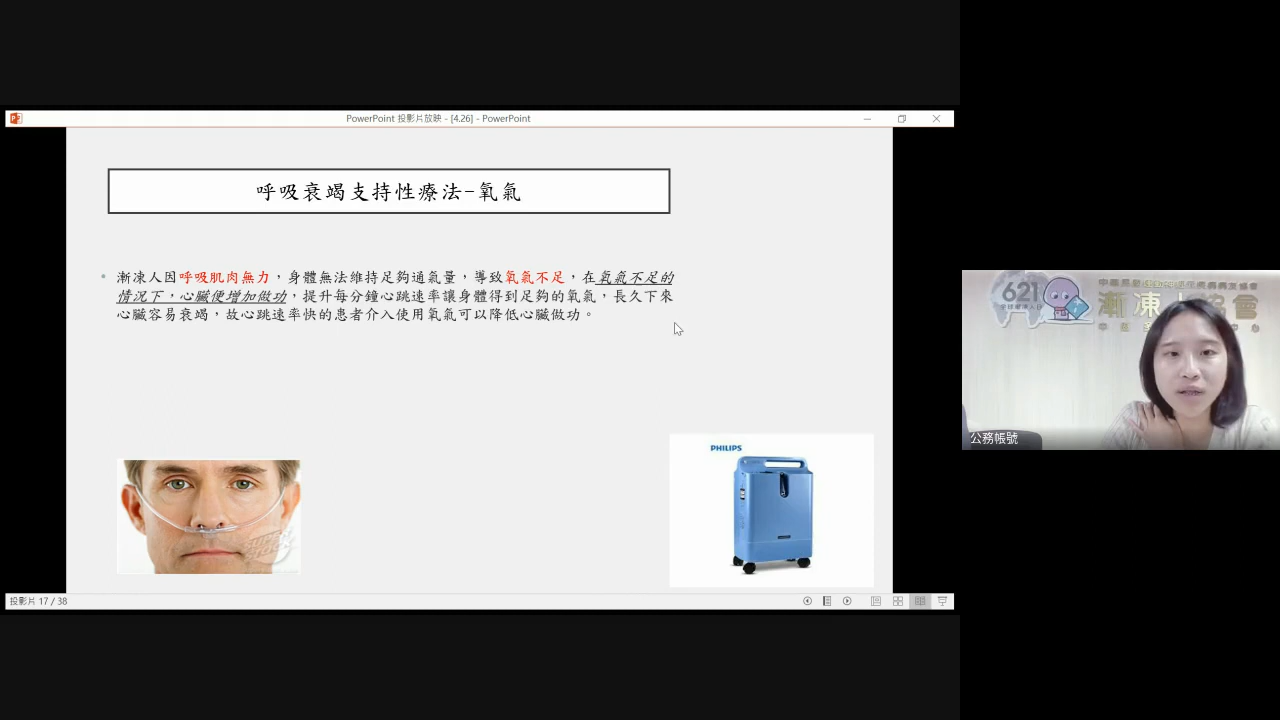 PowerPoint 投影片放映 - [4.26] - PowerPoint
呼吸衰竭支持性療法-氧氣
• 漸凍人因呼吸肌肉無力，身體無法維持足夠通氣量，導致氧氣不足，在氧氣不足的
情況下，心臟便增加做功，提升每分鐘心跳速率讓身體得到足夠的氧氣，長久下來
心臟容易衰竭，故心跳速率慢的患者介入使用氧氣可以降低心臟做功。
PHILIPS
投影片 17 / 38
621
漸凍人協會
公務帳號